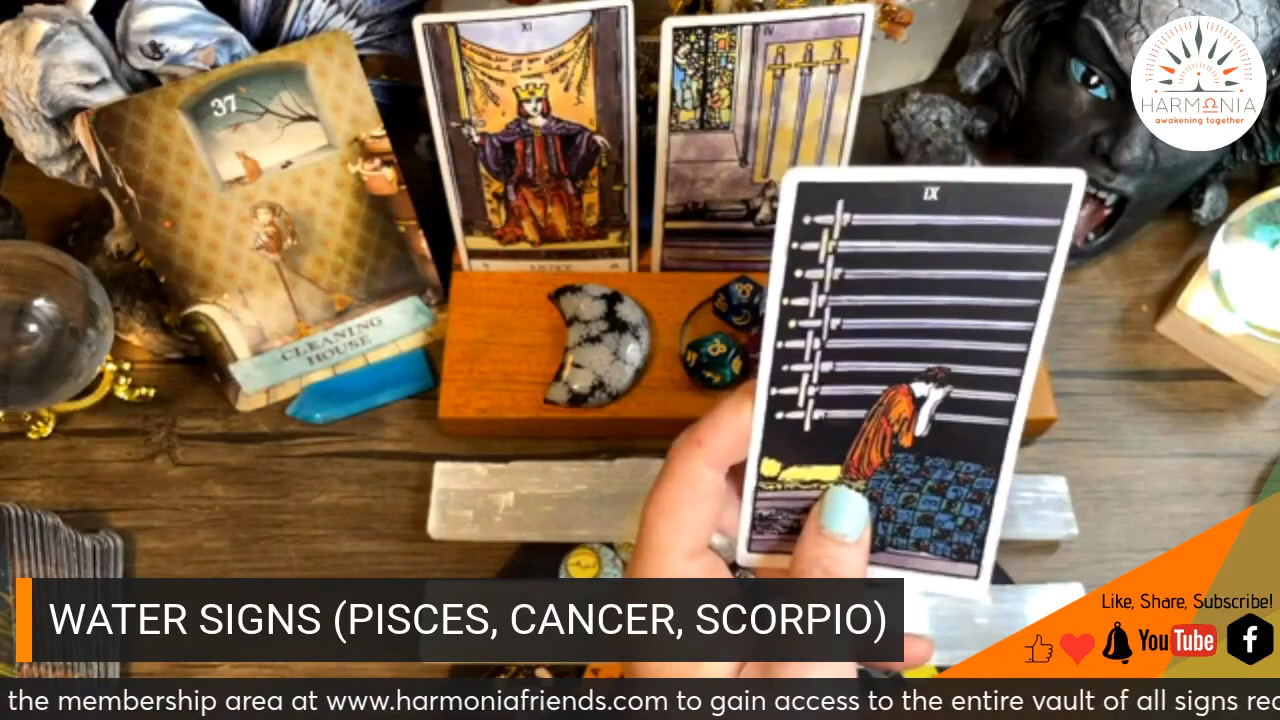 37
XI
IV
IX
HARMONIA
awakening together
JUSTICE
CLEANING
HOUSE
WATER SIGNS (PISCES, CANCER, SCORPIO)
Like, Share, Subscribe!
YouTube
f
the membership area at www.harmoniafriends.com to gain access to the entire vault of all signs rea